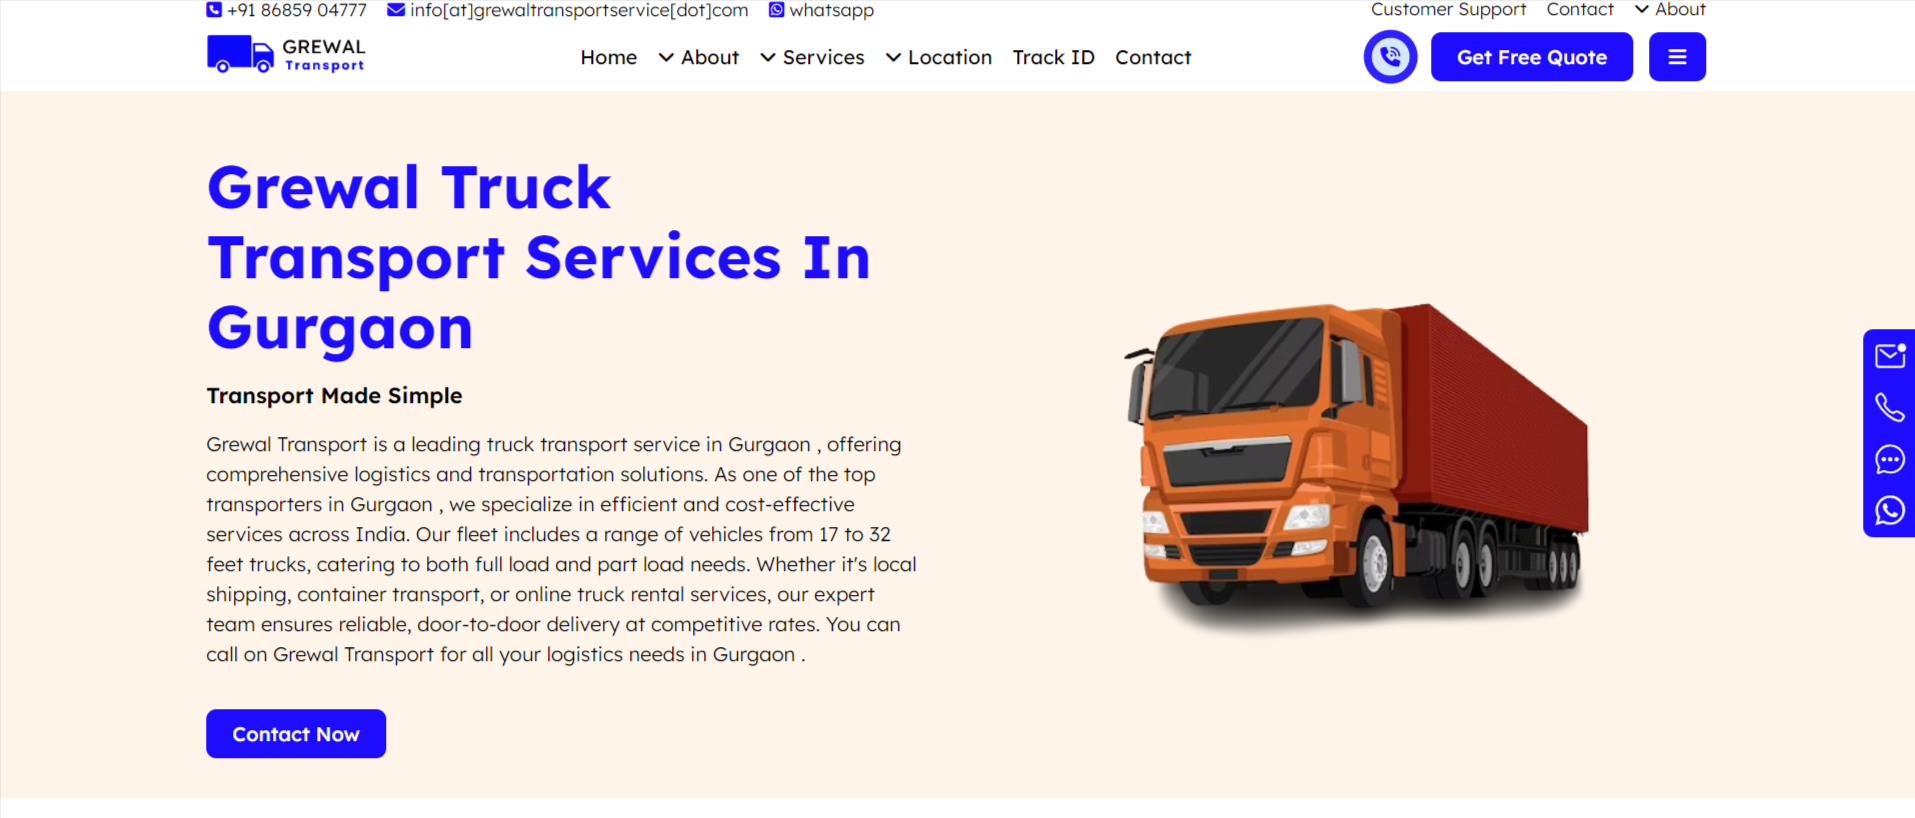 +91 86859 04777 info[at]grewaltransportservice[dot]com whatsapp Customer Support Contact About
GREWAL
Transport
Home About Services Location Track ID Contact Get Free Quote
Grewal Truck
Transport Services In
Gurgaon
Transport Made Simple
Grewal Transport is a leading truck transport service in Gurgaon , offering
comprehensive logistics and transportation solutions. As one of the top
transporters in Gurgaon , we specialize in efficient and cost-effective
services across India. Our fleet includes a range of vehicles from 17 to 32
feet trucks, catering to both full load and part load needs. Whether it's local
shipping, container transport, or online truck rental services, our expert
team ensures reliable, door-to-door delivery at competitive rates. You can
call on Grewal Transport for all your logistics needs in Gurgaon .
Contact Now